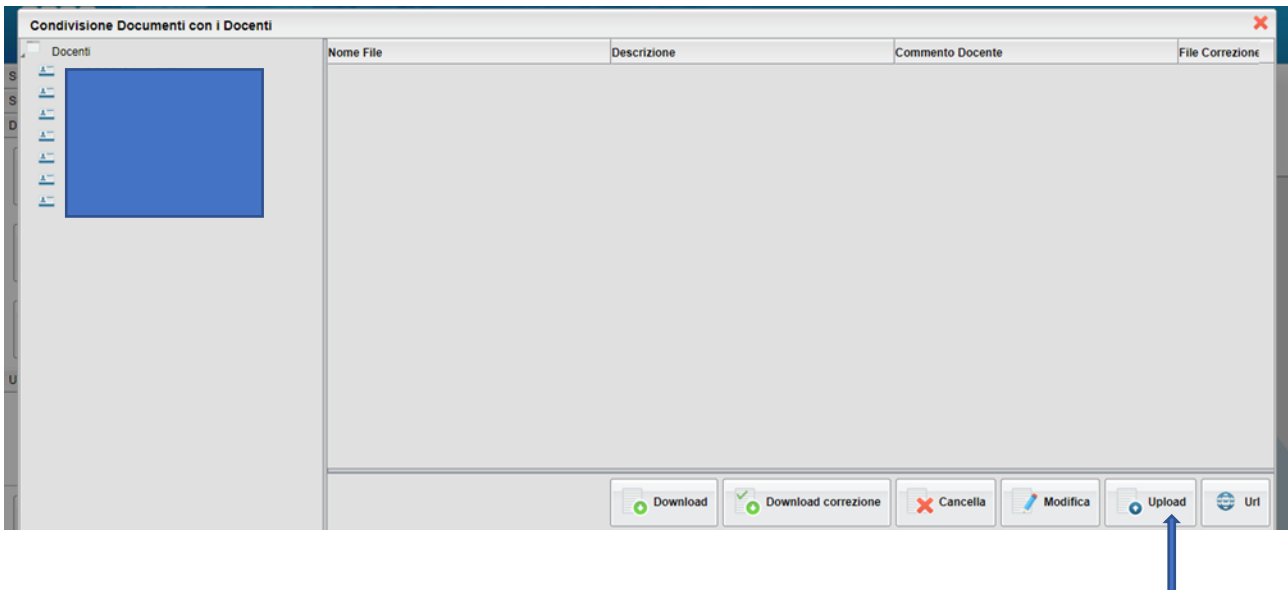 Condivisione Documenti con i Docenti
Docenti
Nome File Descrizione Commento Docente File Correzione
S
S
D
U
Download Download correzione Cancella Modifica Upload Url